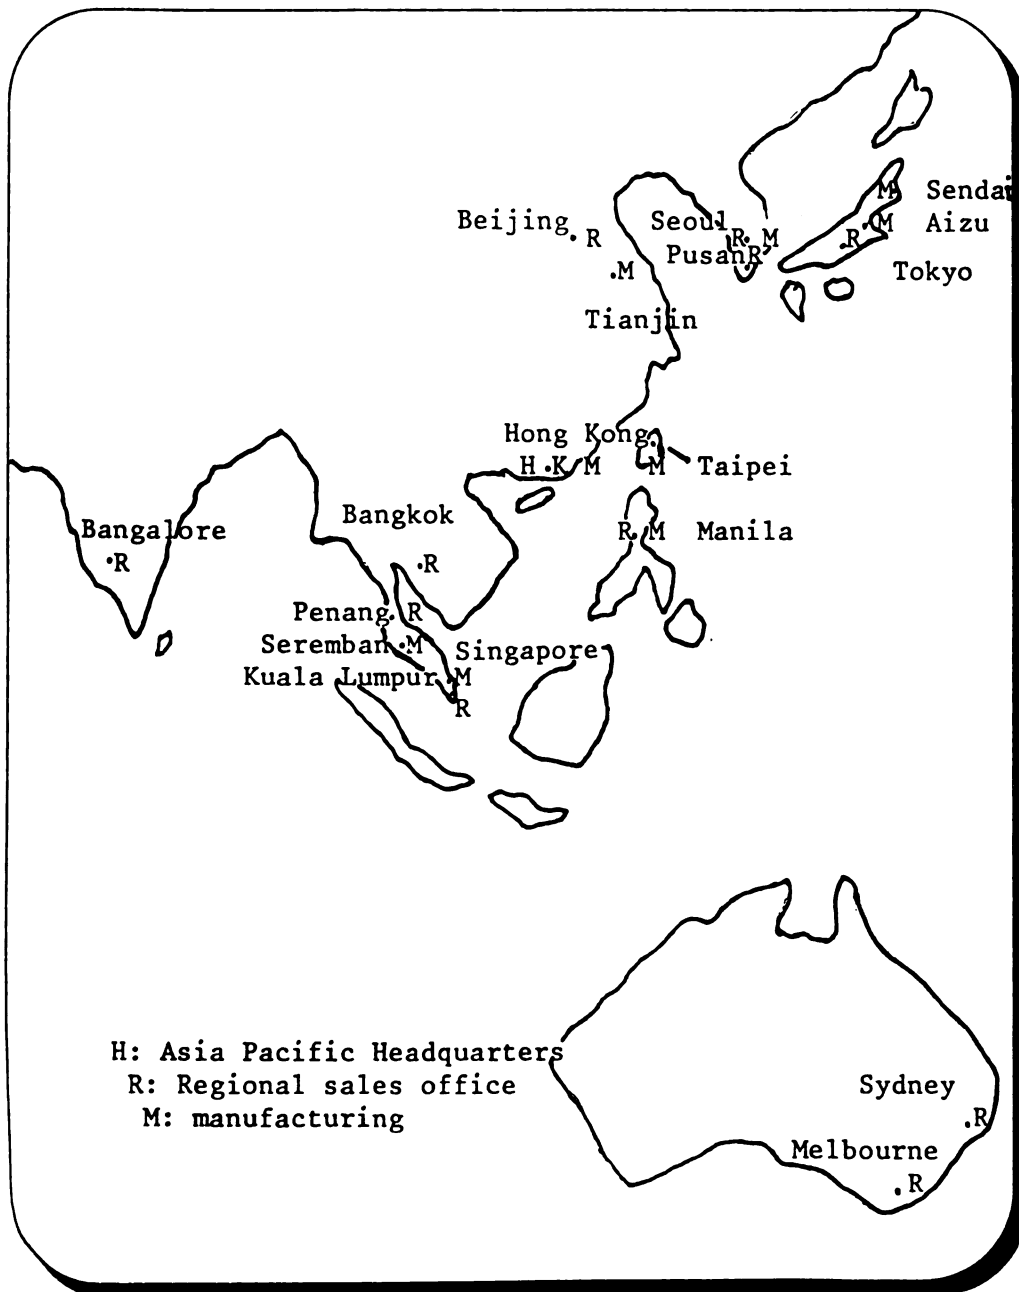 M Sendai
Beijing R Seoul R M M Aizu
R
Pusan R
M Tokyo
Tianjin
Hong Kong
H K M M Taipei
Bangkok
Bangalore R M Manila
R R
Penang R
Seremban M Singapore
Kuala Lumpur M
R
H: Asia Pacific Headquarters
R: Regional sales office Sydney
M: manufacturing R
Melbourne
R